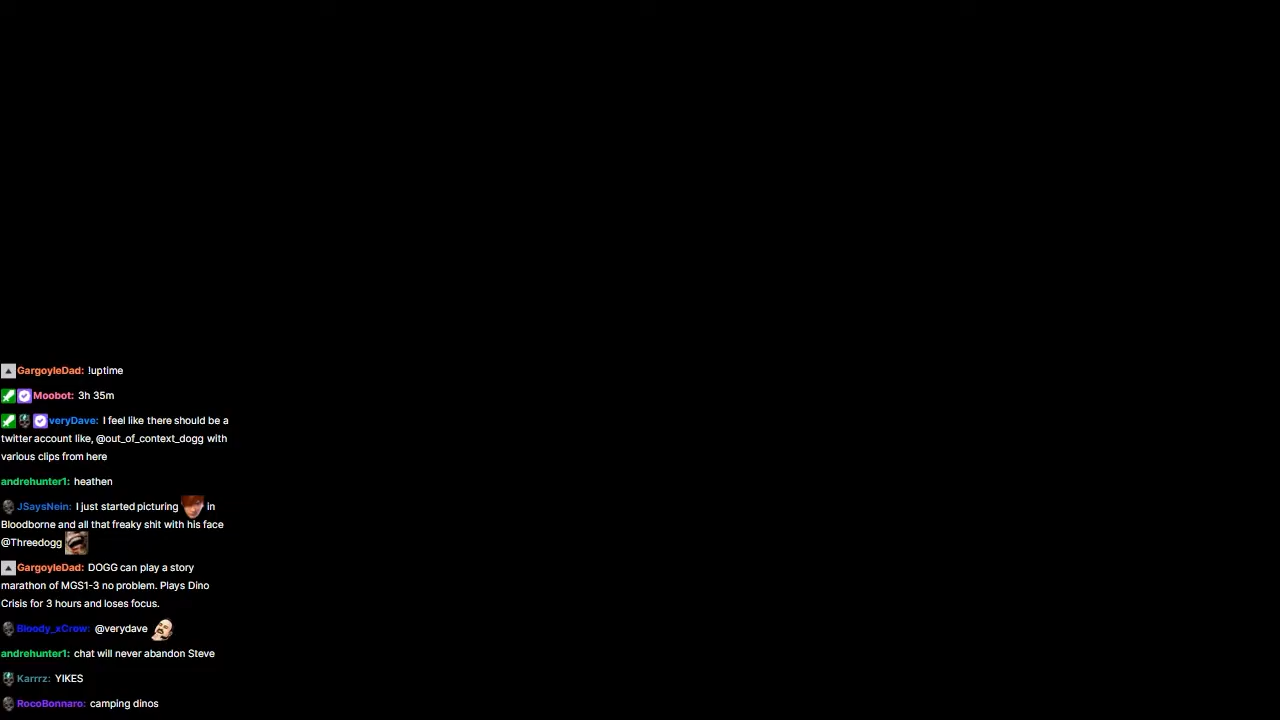 GargoyleDad: !uptime
Moobot: 3h 35m
veryDave: I feel like there should be a
twitter account like, @out_of_context_dogg with
various clips from here
andrehunter1: heathen
JSaysNein: I just started picturing in
Bloodborne and all that freaky shit with his face
@Threedogg
GargoyleDad: DOGG can play a story
marathon of MGS1-3 no problem. Plays Dino
Crisis for 3 hours and loses focus.
Bloody_xCrow: @verydave
andrehunter1: chat will never abandon Steve
Karrrz: YIKES
RocoBonnaro: camping dinos